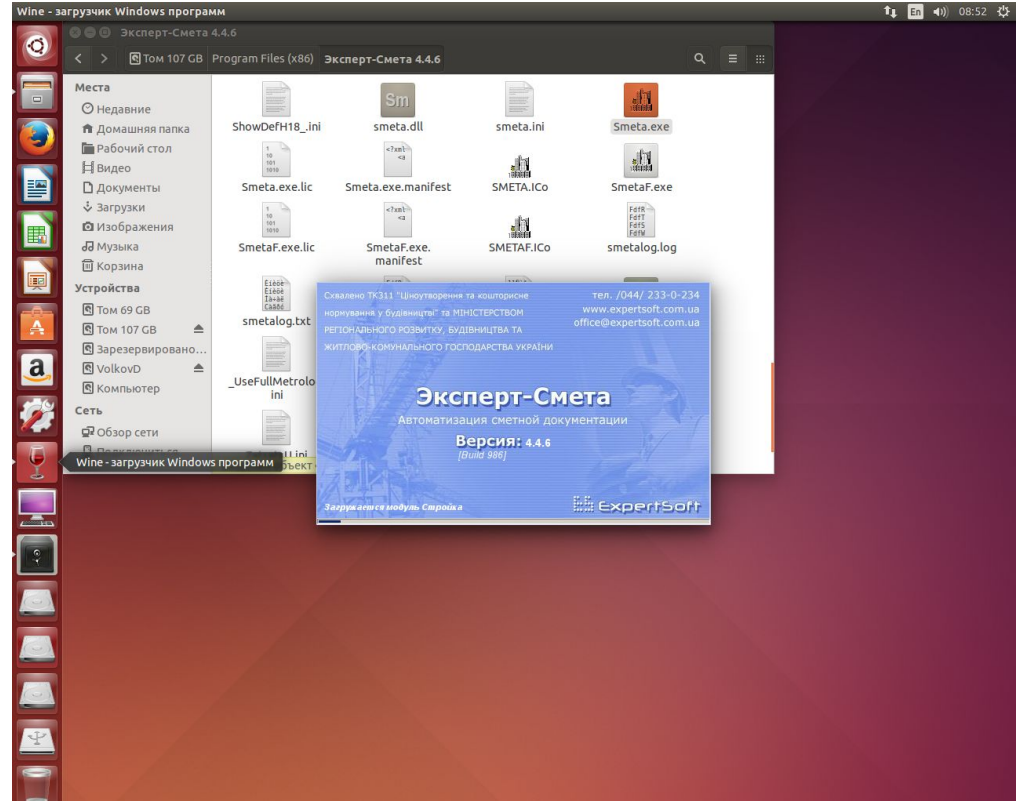 Wine - загрузчик Windows программ
En
08:52
Эксперт-Смета 4.4.6
Том 107 GB
Program Files (x86)
Эксперт-Смета 4.4.6
Места
Недавние
Домашняя папка
Рабочий стол
Видео
Документы
Загрузки
Изображения
Музыка
Корзина
Устройства
Том 69 GB
Том 107 GB
Зарезервировано...
VolkovD
Компьютер
Сеть
Обзор сети
Wine - загрузчик Windows программ
ShowDefH18_.ini
Sm
smeta.dll
smeta.ini
Smeta.exe
Smeta.exe.lic
Smeta.exe.manifest
SMETA.ICo
SmetaF.exe
SmetaF.exe.lic
SmetaF.exe.
manifest
SMETAF.ICo
smetalog.log
smetalog.txt
_UseFullMetrolo
ini
Схвалено ТК311 "Ціноутворення та кошторисне
нормування у будівництві" та МІНІСТЕРСТВОМ
РЕГІОНАЛЬНОГО РОЗВИТКУ, БУДІВНИЦТВА ТА
ЖИТЛОВО-КОМУНАЛЬНОГО ГОСПОДАРСТВА УКРАЇНИ
тел. /044/ 233-0-234
www.expertsoft.com.ua
office@expertsoft.com.ua
Эксперт-Смета
Автоматизация сметной документации
Версия: 4.4.6
[Build 986]
Загружается модуль Стройка
ExpertSoft